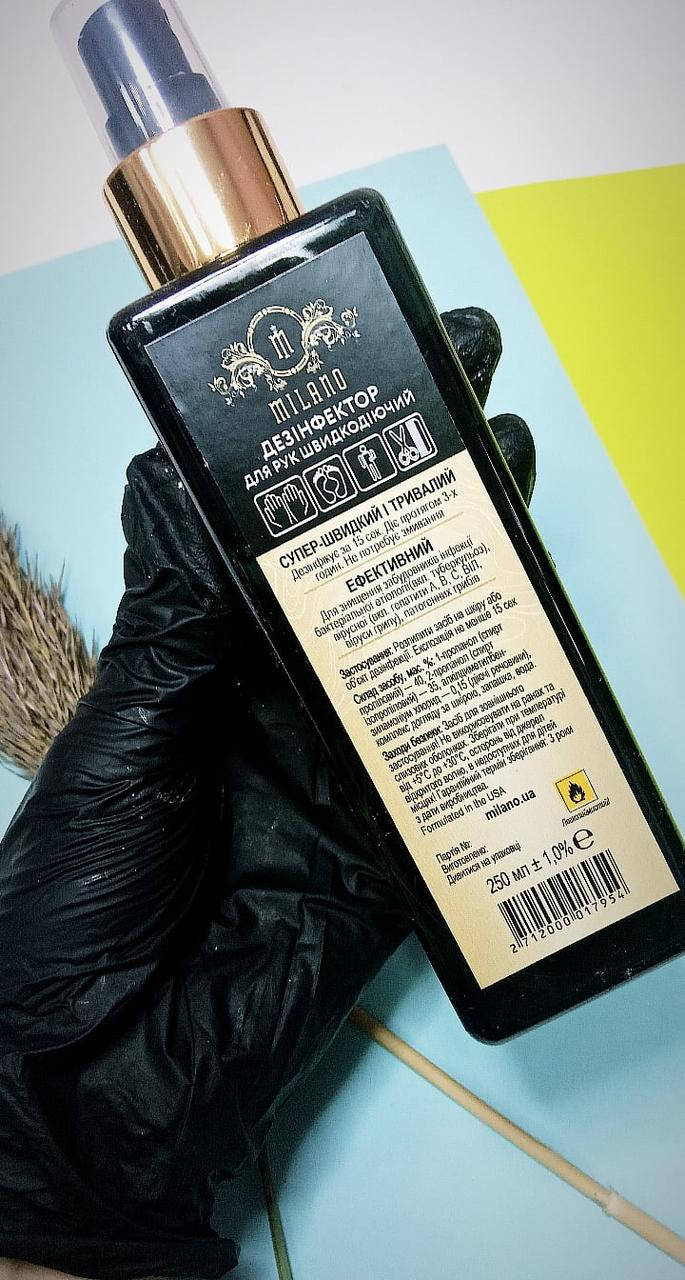 m
MILANO
ДЕЗІНФЕКТОР
ДЛЯ РУК ШВИДКОДІЮЧИЙ
СУПЕР-ШВИДКИЙ І ТРИВАЛИЙ
Дезінфікує за 15 сек. Діє протягом 3-х
годин. Не потребує змивання
ЕФЕКТИВНИЙ
Для знищення збудовників інфекції
бактеріальної етіології(вкл. туберкульоз),
вірусної (вкл. гепатити А, В, С, ВІЛ,
віруси грипу), патогенних грибів
Застосування: Розпилити засіб на шкіру або
об'єкт дезінфекції. Експозиція не менше 15 сек
Склад засобу, мас. %: 1-пропанол (спирт
пропіловий) — 40, 2-пропанол (спирт
ізопропіловий) — 35, алкілдиметилбен-
зиламоніи хлорид — 0,15 (діючі речовини),
комплекс догляду за шкірою, запашка, вода.
Заходи безпеки: Засіб для зовнішнього
застосування! Не використовувати на ранах та
слизових оболонках. Зберігати при температурі
від +5°С до +30°С, осторонь від джерел
відкритого вогню, в недоступних для дітей
місцях! Гарантійний термін зберігання: 3 роки
з дати виробництва.
Formulated in the USA
milano.ua
Легкозаймистий
Партія №:
Виготовлено:
Дивитися на упаковці
250 мл ± 1,0% ℮
2 712000 017954